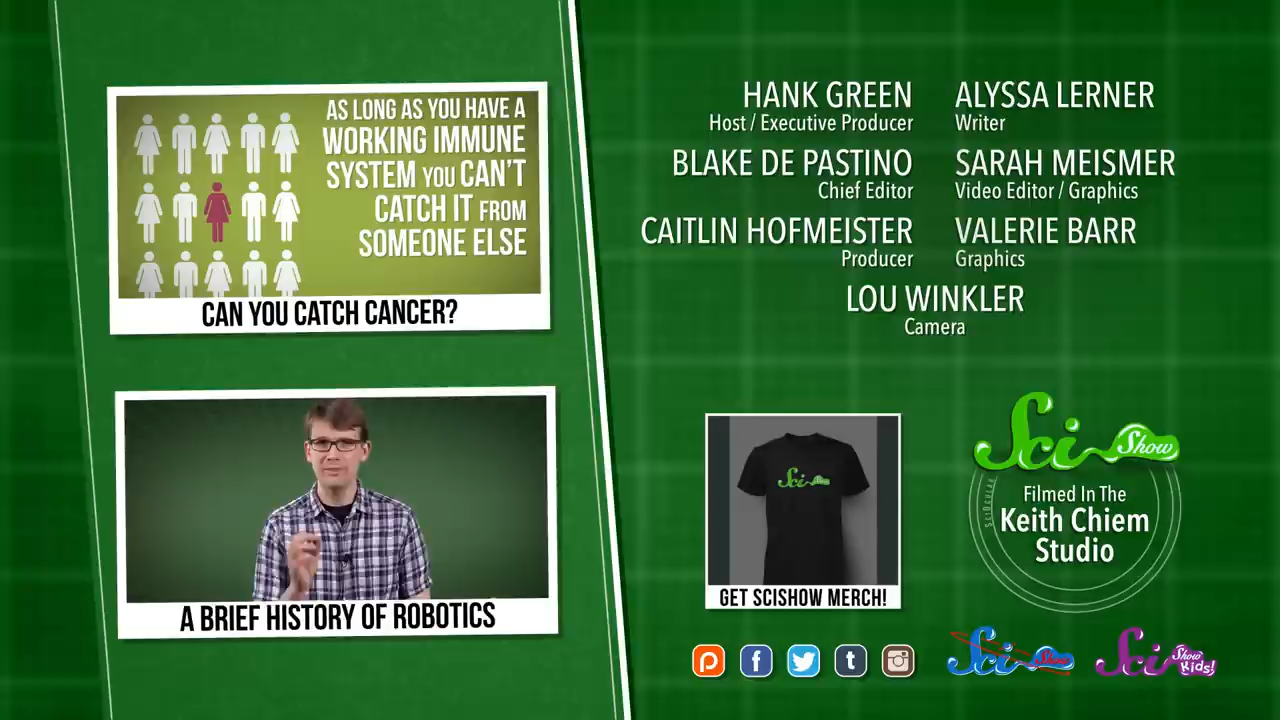 AS LONG AS YOU HAVE A
WORKING IMMUNE
SYSTEM YOU CAN'T
CATCH IT FROM
SOMEONE ELSE
CAN YOU CATCH CANCER?
A BRIEF HISTORY OF ROBOTICS
HANK GREEN
Host / Executive Producer
ALYSSA LERNER
Writer
BLAKE DE PASTINO
Chief Editor
SARAH MEISMER
Video Editor / Graphics
CAITLIN HOFMEISTER
Producer
VALERIE BARR
Graphics
LOU WINKLER
Camera
Sci Show
GET SCISHOW MERCH!
Sci Show
Filmed In The
Keith Chiem
Studio
Sci Show
Sci Show Kids!